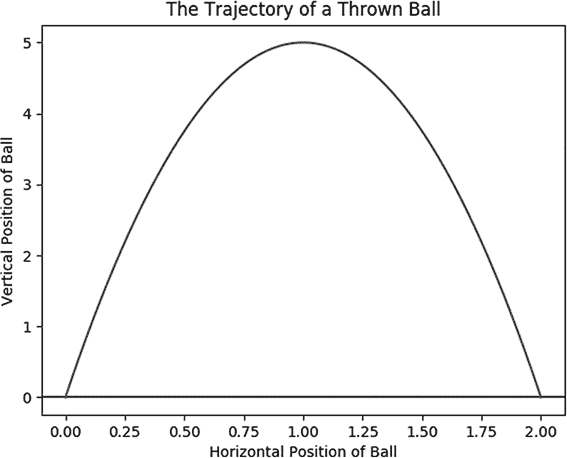 The Trajectory of a Thrown Ball
Vertical Position of Ball
5
4
3
2
1
0
0.00 0.25 0.50 0.75 1.00 1.25 1.50 1.75 2.00
Horizontal Position of Ball